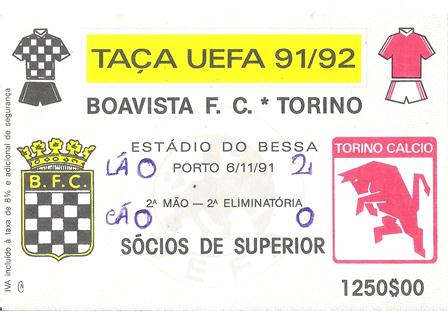 TAÇA UEFA 91/92
BOAVISTA F. C. * TORINO
ESTÁDIO DO BESSA
LÁ 0 PORTO 6/11/91 2
2ª MÃO — 2ª ELIMINATÓRIA
CÁ 0 0
SÓCIOS DE SUPERIOR
B.F.C.
TORINO CALCIO
1250$00
IVA incluído à taxa de 8% e adicional de segurança
UEFA